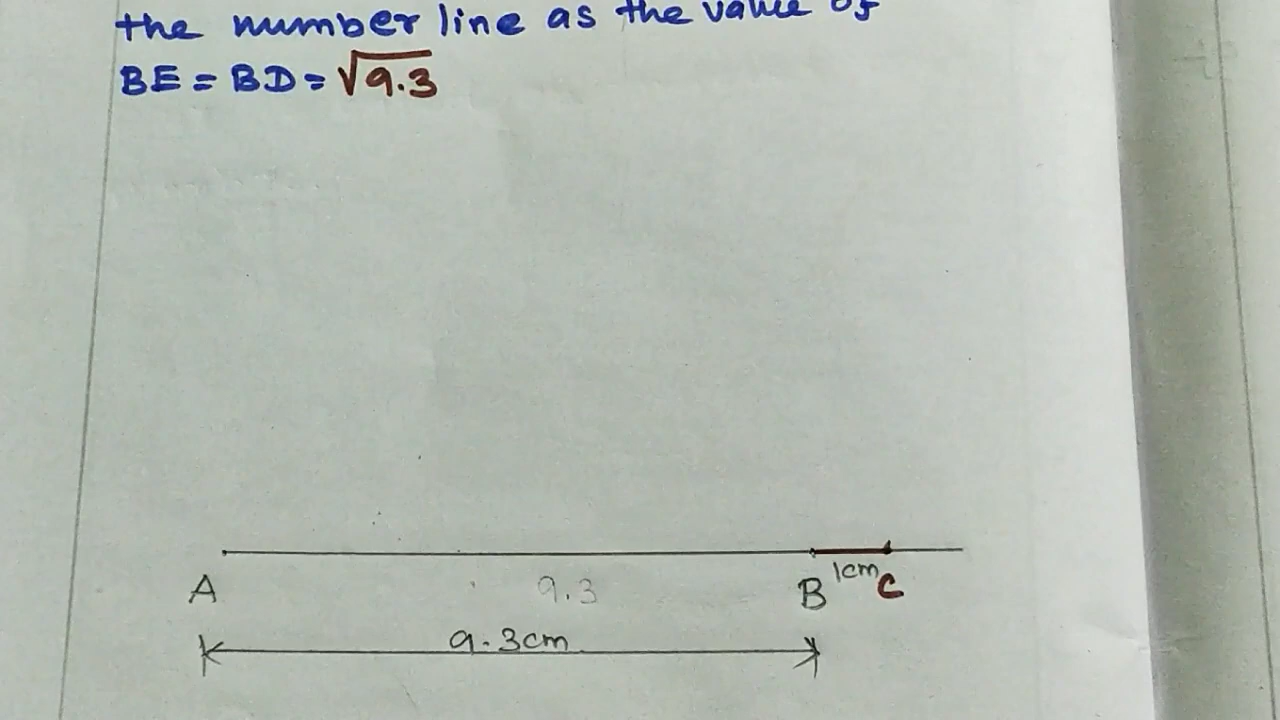 the number line as the value of
BE = BD = √9.3
1cm
A 9.3 B C
9.3cm